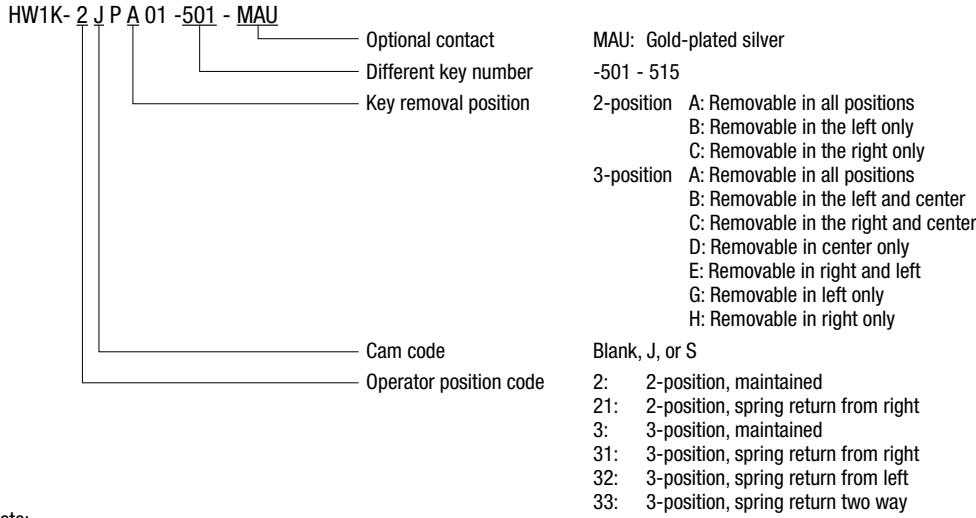 HW1K- 2 J P A 01 -501 - MAU
Optional contact MAU: Gold-plated silver
Different key number -501 - 515
Key removal position 2-position A: Removable in all positions
B: Removable in the left only
C: Removable in the right only
3-position A: Removable in all positions
B: Removable in the left and center
C: Removable in the right and center
D: Removable in center only
E: Removable in right and left
G: Removable in left only
H: Removable in right only
Cam code Blank, J, or S
Operator position code 2: 2-position, maintained
21: 2-position, spring return from right
3: 3-position, maintained
31: 3-position, spring return from right
32: 3-position, spring return from left
33: 3-position, spring return two way